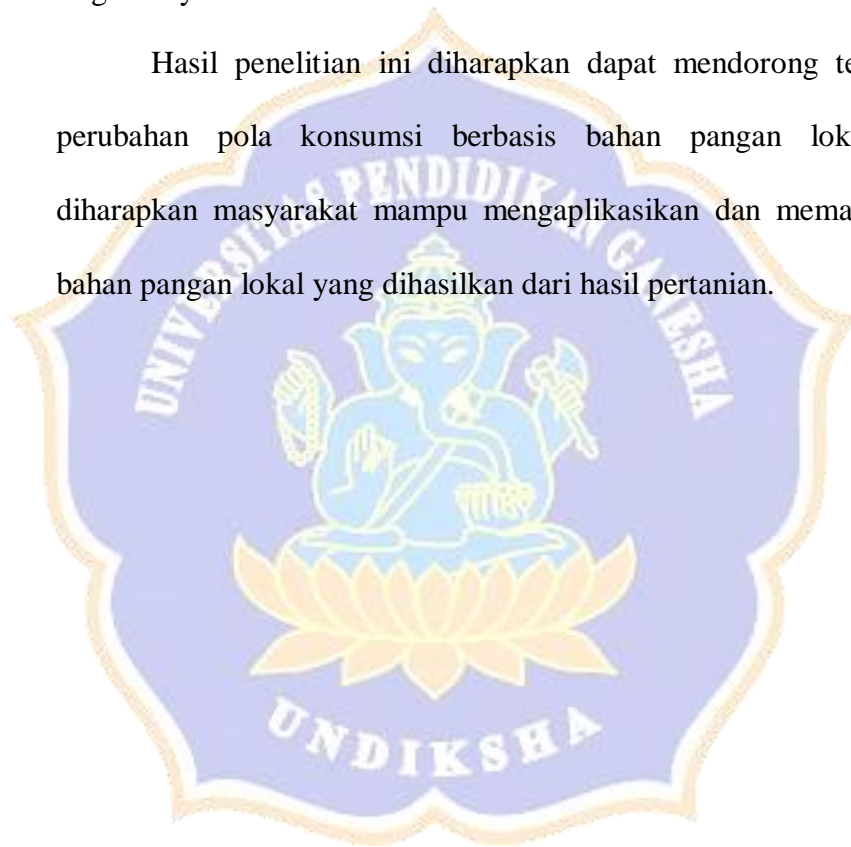 Hasil penelitian ini diharapkan dapat mendorong te
perubahan pola konsumsi berbasis bahan pangan lok
diharapkan masyarakat mampu mengaplikasikan dan mema
bahan pangan lokal yang dihasilkan dari hasil pertanian.
UNIVERSITAS PENDIDIKAN GANESHA
UNDIKSHA